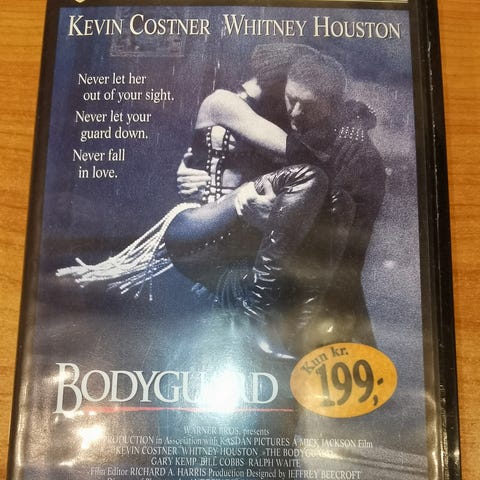 KEVIN COSTNER WHITNEY HOUSTON
Never let her
out of your sight.
Never let your
guard down.
Never fall
in love.
BODYGUARD
Kun kr.
199,-
WARNER BROS. presents
PRODUCTION in Association with KASDAN PICTURES A MICK JACKSON Film
KEVIN COSTNER WHITNEY HOUSTON THE BODYGUARD
GARY KEMP BILL COBBS RALPH WAITE
Film Editor RICHARD A. HARRIS Production Designed by JEFFREY BEECROFT